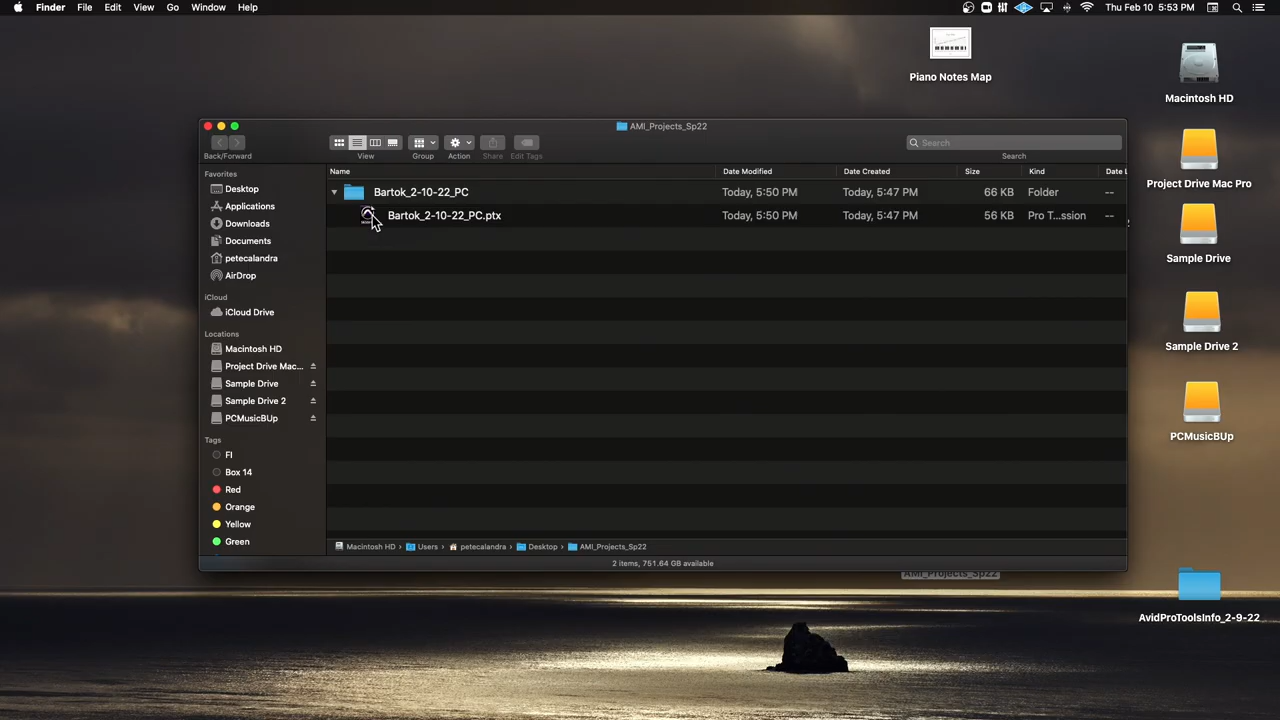 Finder File Edit View Go Window Help
Thu Feb 10 5:53 PM
Piano Notes Map
Macintosh HD
Project Drive Mac Pro
Sample Drive
Sample Drive 2
PCMusicBUp
AvidProToolsInfo_2-9-22
AMI_Projects_Sp22
Back/Forward View Group Action Share Edit Tags
Search
Search
Favorites
Desktop
Applications
Downloads
Documents
petecalandra
AirDrop
iCloud
iCloud Drive
Locations
Macintosh HD
Project Drive Mac...
Sample Drive
Sample Drive 2
PCMusicBUp
Tags
FI
Box 14
Red
Orange
Yellow
Green
Name Date Modified Date Created Size Kind Date L
Bartok_2-10-22_PC Today, 5:50 PM Today, 5:47 PM 66 KB Folder --
Bartok_2-10-22_PC.ptx Today, 5:50 PM Today, 5:47 PM 56 KB Pro T...ssion --
Macintosh HD › Users › petecalandra › Desktop › AMI_Projects_Sp22
2 items, 751.64 GB available
AMI_Projects_Sp22